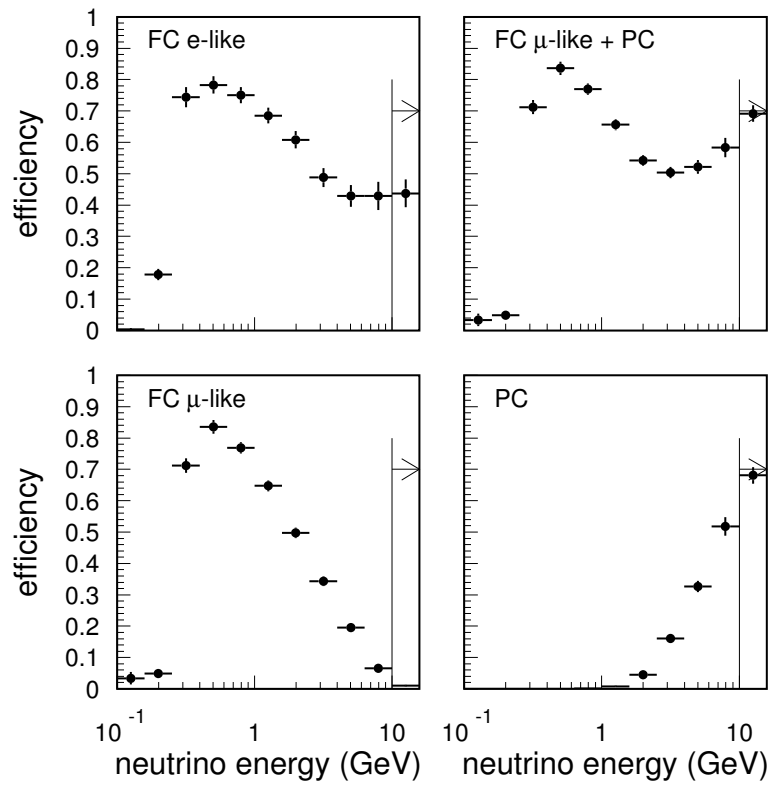 FC e-like
FC μ-like + PC
1
0.9
0.8
0.7
0.6
0.5
0.4
0.3
0.2
0.1
0
efficiency
FC μ-like
PC
1
0.9
0.8
0.7
0.6
0.5
0.4
0.3
0.2
0.1
0
efficiency
10 -1 1 10
10 -1 1 10
neutrino energy (GeV)
neutrino energy (GeV)